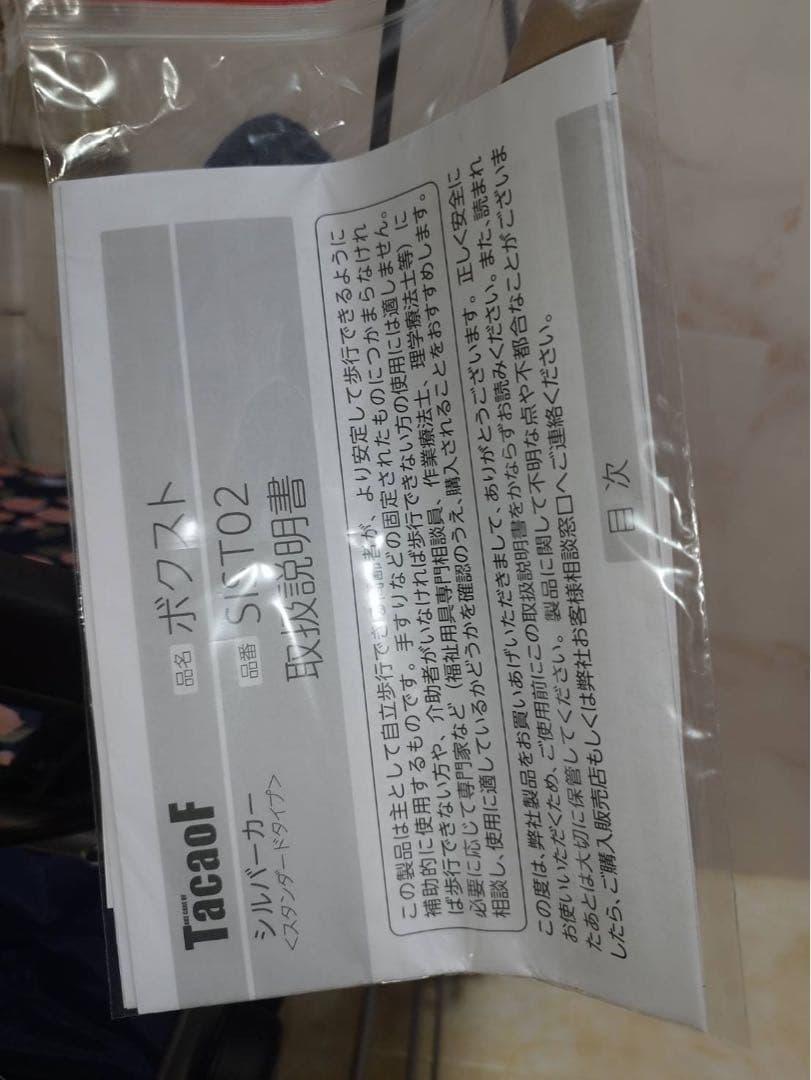 TacaoF
シルバーカー
<スタンダードタイプ>
品名 ボクスト
品番 SIST02
取扱説明書
この製品は主として自立歩行できる高齢者が、より安定して歩行できるように
補助的に使用するものです。手すりなどの固定されたものにつかまらなけれ
ば歩行できない方や、介助者がいなければ歩行できない方の使用には適しません。
必要に応じて専門家など（福祉用具専門相談員、作業療法士、理学療法士等）に
相談し、使用に適しているかどうかを確認のうえ、購入されることをおすすめします。
この度は、弊社製品をお買いあげいただきまして、ありがとうございます。正しく安全に
お使いいただくため、ご使用前にこの取扱説明書をかならずお読みください。また、読まれ
たあとは大切に保管してください。製品に関して不明な点や不都合なことがございま
したら、ご購入販売店もしくは弊社お客様相談窓口へご連絡ください。
目次